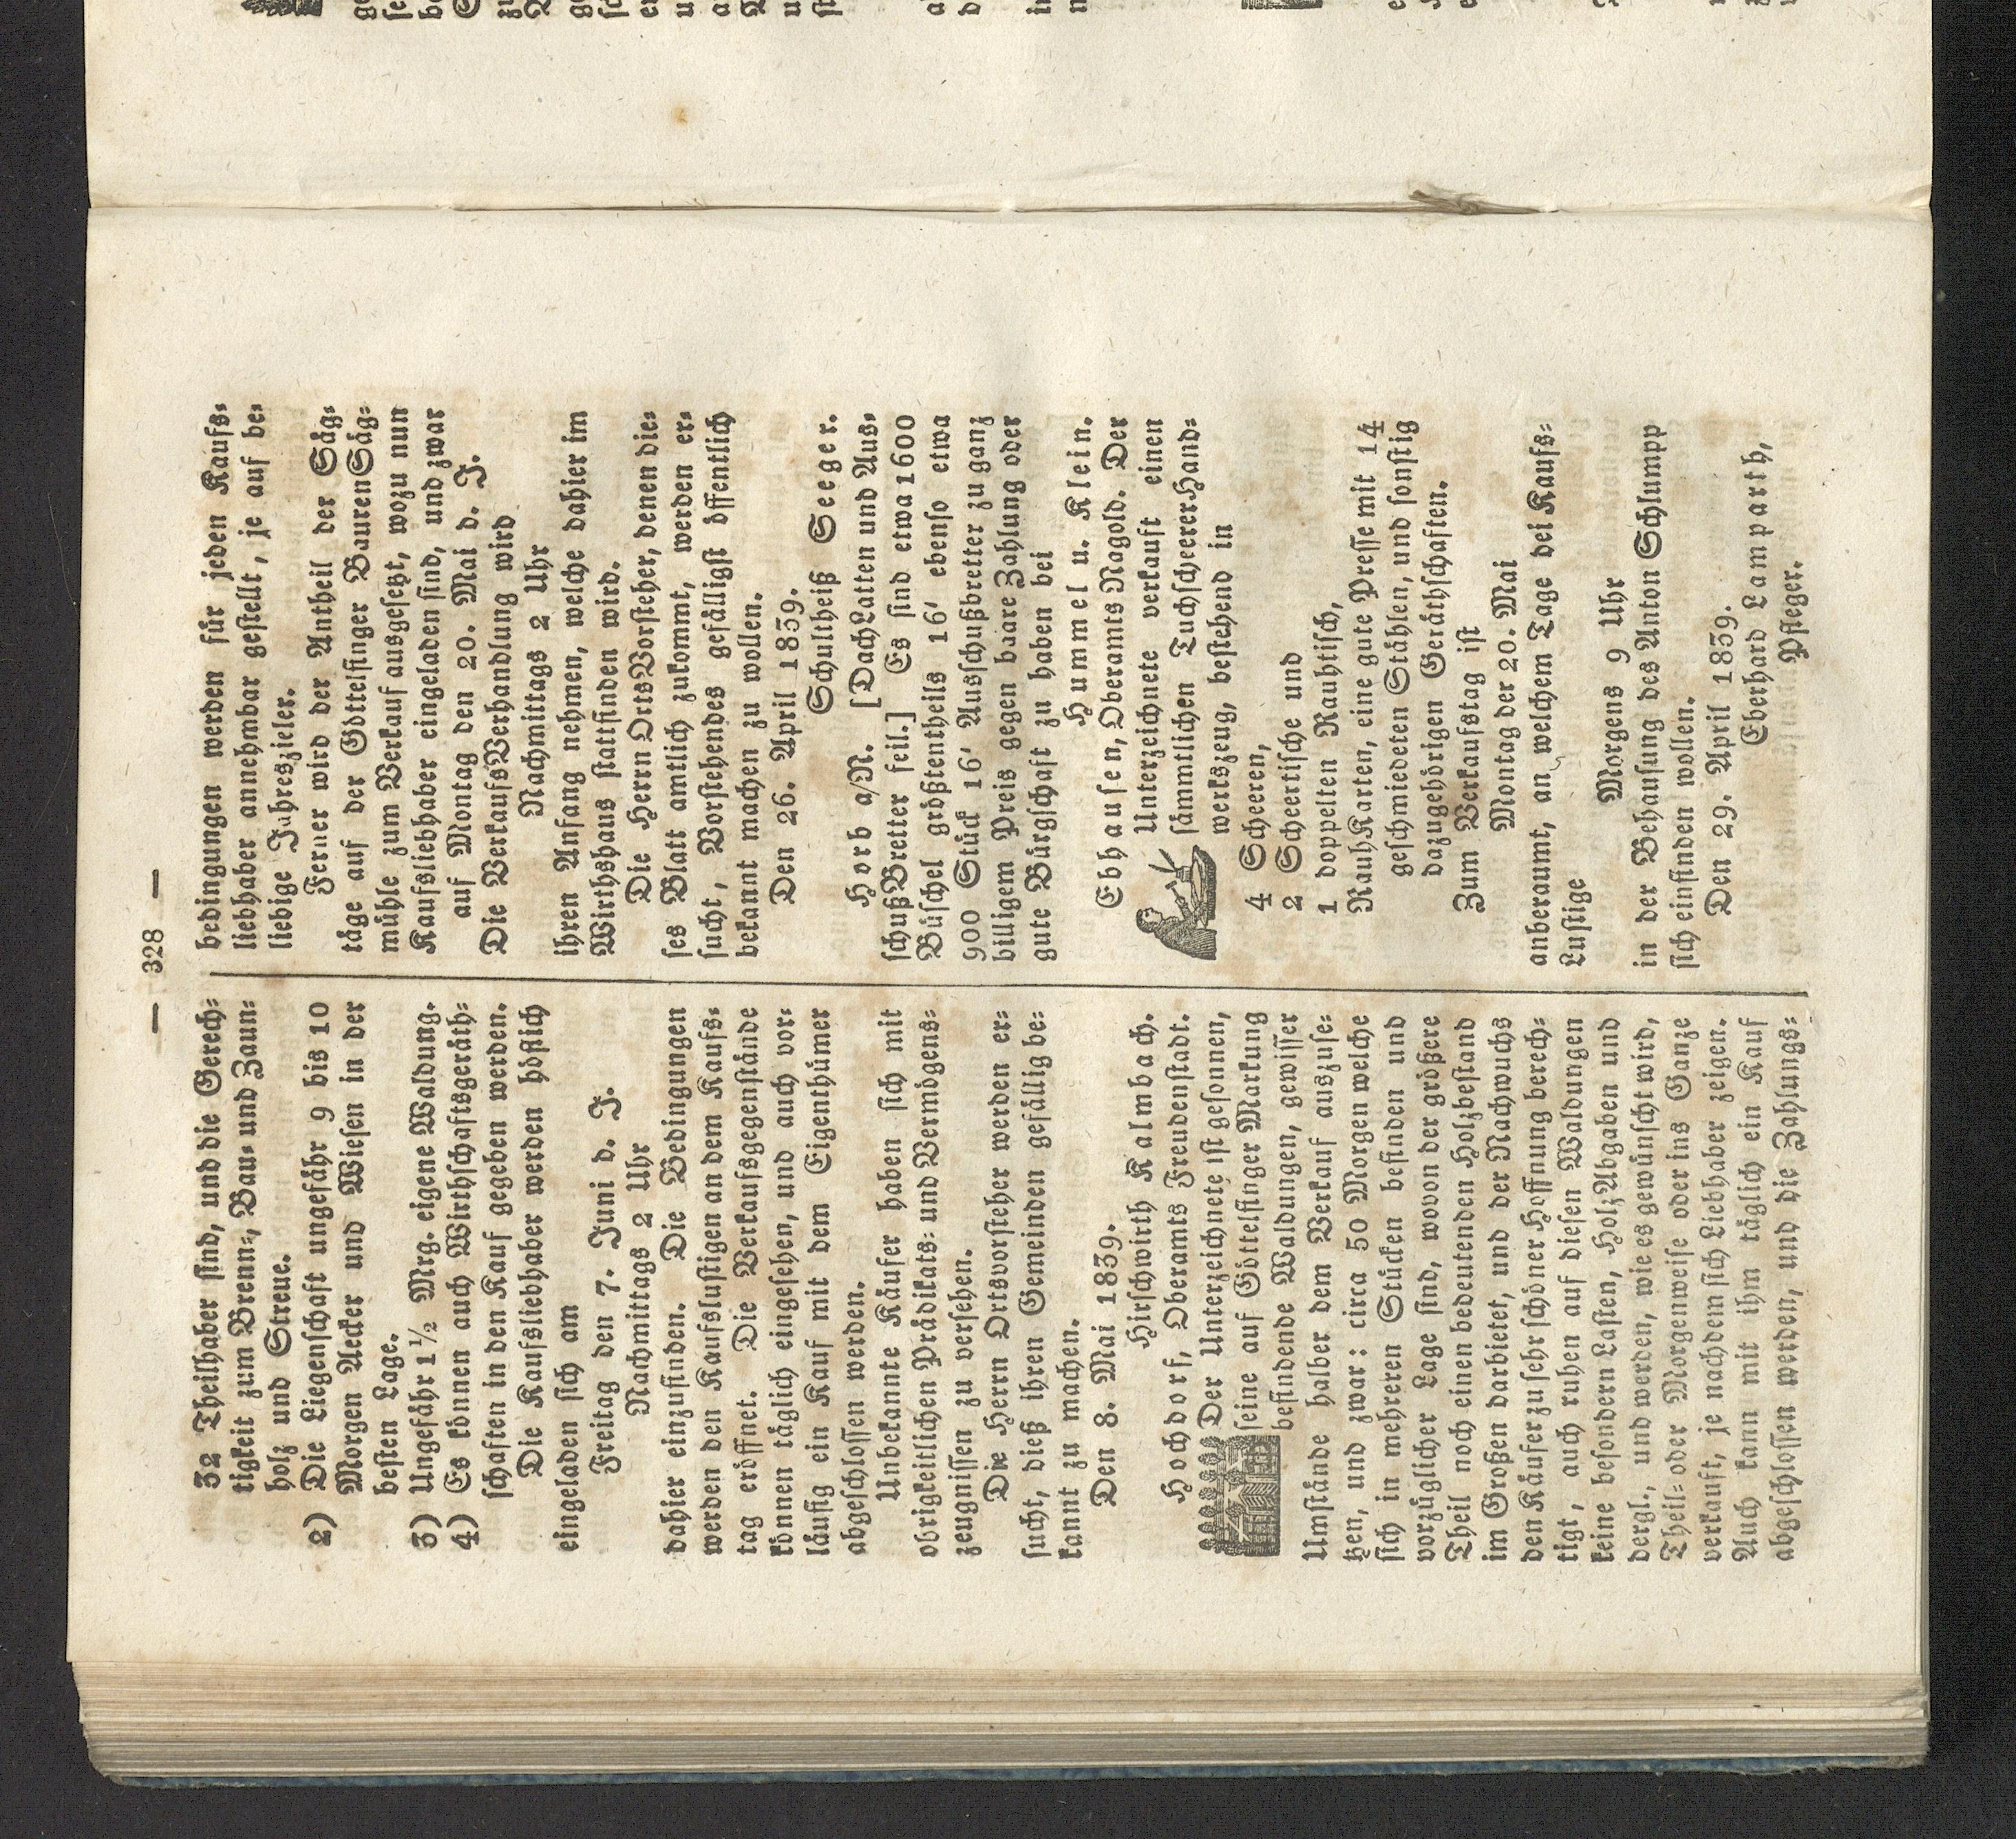 — 328 —
32 Theilhaber sind, und die Gerech-
tigkeit zum Brenn-, Bau- und Zaun-
holz und Streue.
2) Die Liegenschaft ungefähr 9 bis 10
Morgen Aecker und Wiesen in der
besten Lage.
3) Ungefähr 1½ Mrg. eigene Waldung.
4) Es können auch Wirthschaftsgeräth-
schaften in den Kauf gegeben werden.
Die Kaufsliebhaber werden höflich
eingeladen sich am
Freitag den 7. Juni d. J.
Nachmittags 2 Uhr
dahier einzufinden. Die Bedingungen
werden den Kaufslustigen an dem Kaufs-
tag eröffnet. Die Verkaufsgegenstände
können täglich eingesehen, und auch vor-
läufig ein Kauf mit dem Eigenthümer
abgeschlossen werden.
Unbekannte Käufer haben sich mit
obrigkeitlichen Prädikats- und Vermögens-
zeugnissen zu versehen.
Die Herrn Ortsvorsteher werden er-
sucht, dieß ihren Gemeinden gefällig be-
kannt zu machen.
Den 8. Mai 1839.
Hirschwirth Kalmbach.
Hochdorf, Oberamts Freudenstadt.
Der Unterzeichnete ist gesonnen,
seine auf Göttelfinger Markung
befindende Waldungen, gewisser
Umstände halber dem Verkauf auszuse-
tzen, und zwar: circa 50 Morgen welche
sich in mehreren Stücken befinden und
vorzüglicher Lage sind, wovon der größere
Theil noch einen bedeutenden Holzbestand
im Großen darbietet, und der Nachwuchs
den Käufer zu sehr schöner Hoffnung berech-
tigt, auch ruhen auf diesen Waldungen
keine besondern Lasten, HolzAbgaben und
dergl., und werden, wie es gewünscht wird,
Theil- oder Morgenweise oder ins Ganze
verkauft, je nachdem sich Liebhaber zeigen.
Auch kann mit ihm täglich ein Kauf
abgeschlossen werden, und die Zahlungs-
bedingungen werden für jeden Kaufs-
liebhaber annehmbar gestellt, je auf be-
liebige Jahreszieler.
Ferner wird der Antheil der Säg-
täge auf der Göttelfinger BaurenSäg-
mühle zum Verkauf ausgesetzt, wozu nun
Kaufsliebhaber eingeladen sind, und zwar
auf Montag den 20. Mai d. J.
Die VerkaufsVerhandlung wird
Nachmittags 2 Uhr
ihren Anfang nehmen, welche dahier im
Wirthshaus stattfinden wird.
Die Herrn OrtsVorsteher, denen die-
ses Blatt amtlich zukommt, werden er-
sucht, Vorstehendes gefälligst öffentlich
bekannt machen zu wollen.
Den 26. April 1839.
Schultheiß Seeger.
Horb a/N. [DachLatten und Aus-
schußBretter feil.] Es sind etwa 1600
Büschel größtentheils 16' ebenso etwa
900 Stück 16' Ausschußbretter zu ganz
billigem Preis gegen baare Zahlung oder
gute Bürgschaft zu haben bei
Hummel u. Klein.
Ebhausen, Oberamts Nagold. Der
Unterzeichnete verkauft einen
sämmtlichen TuchscheererHand-
werkszeug, bestehend in
4 Scheeren,
2 Scheertische und
1 doppelten Rauhtisch,
RauhKarten, eine gute Presse mit 14
geschmiedeten Stählen, und sonstig
dazugehörigen Geräthschaften.
Zum Verkaufstag ist
Montag der 20. Mai
anberaumt, an welchem Tage bei Kaufs-
Lustige
Morgens 9 Uhr
in der Behausung des Anton Schlumpp
sich einfinden wollen.
Den 29. April 1839.
Eberhard Lamparth,
Pfleger.